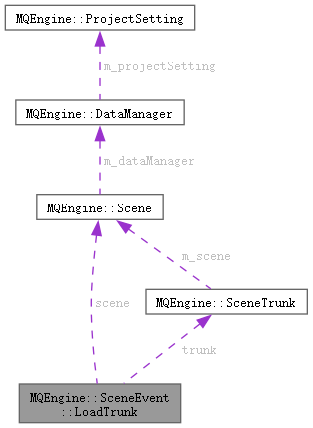 MQEngine::ProjectSetting
m_projectSetting
MQEngine::DataManager
m_dataManager
MQEngine::Scene
m_scene
scene
MQEngine::SceneTrunk
trunk
MQEngine::SceneEvent
::LoadTrunk